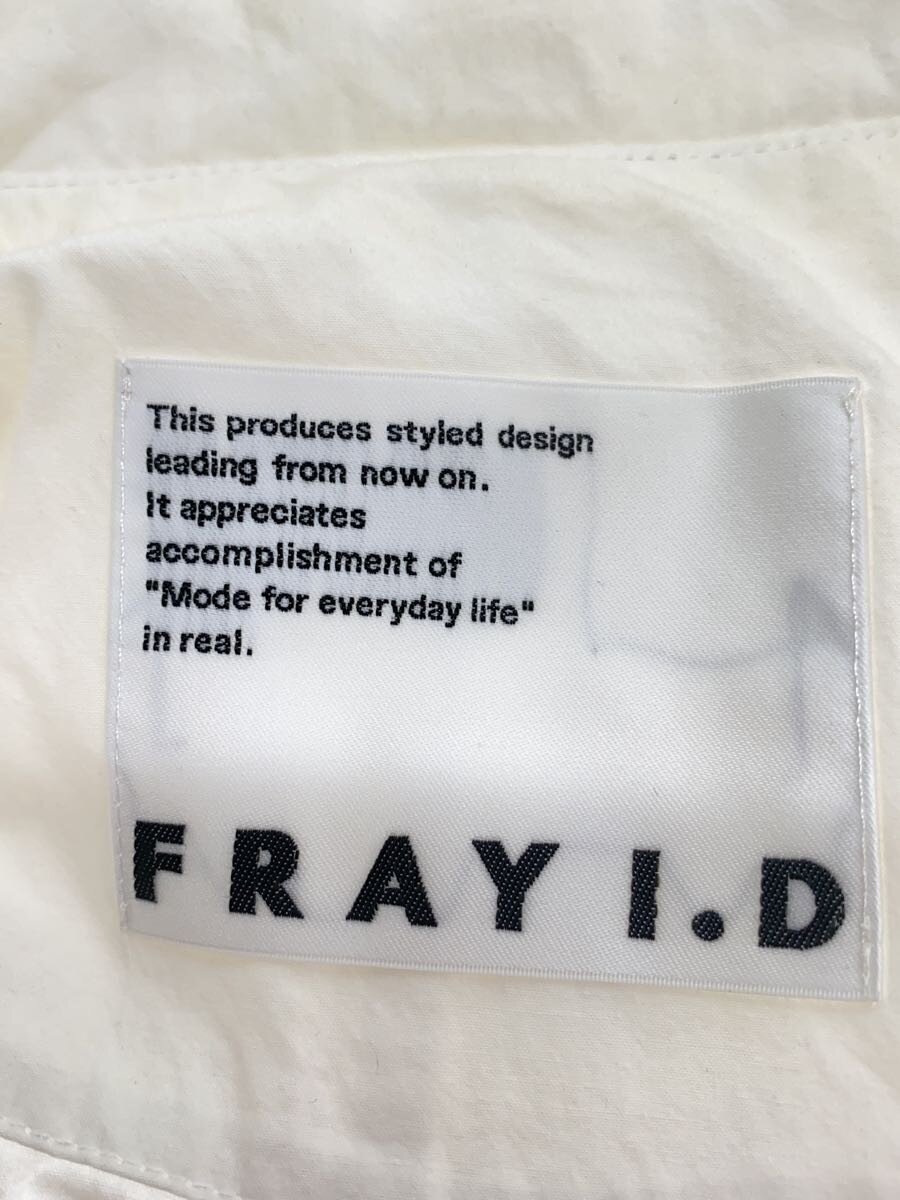 This produces styled design
leading from now on.
It appreciates
accomplishment of
"Mode for everyday life"
in real.
FRAY I.D